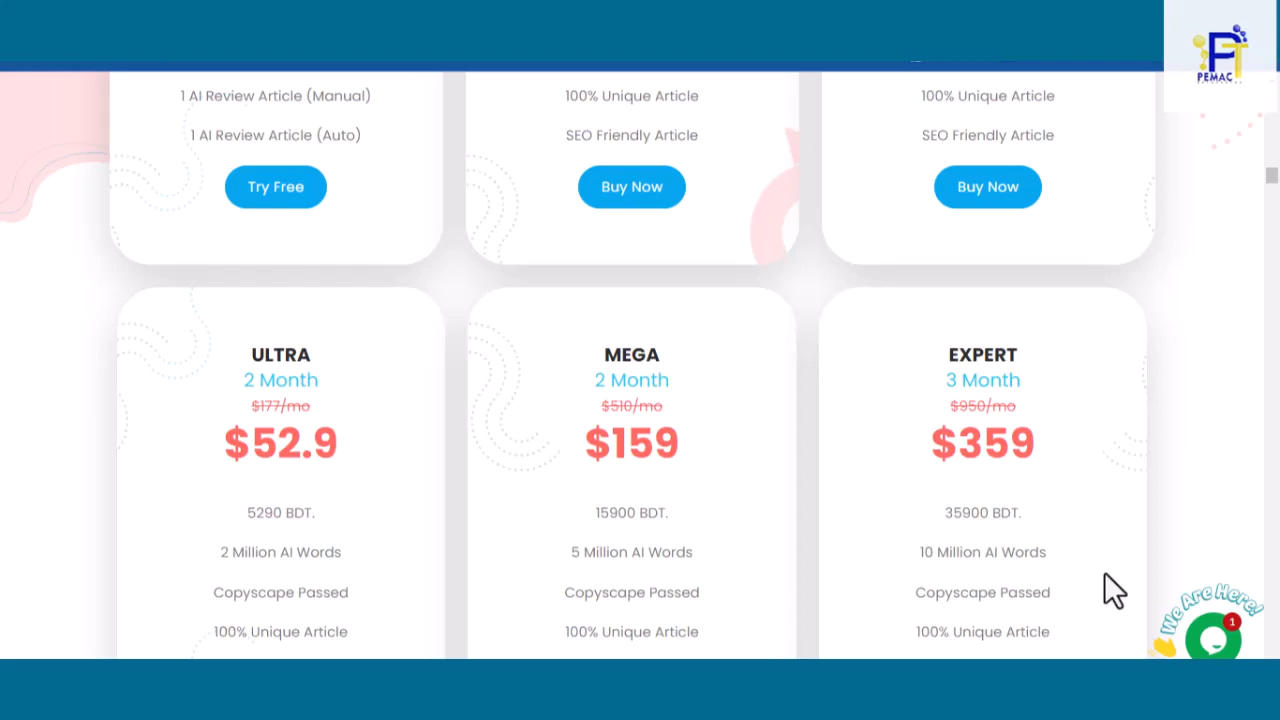 PEMAC
1 AI Review Article (Manual)
100% Unique Article
100% Unique Article
1 AI Review Article (Auto)
SEO Friendly Article
SEO Friendly Article
Try Free
Buy Now
Buy Now
ULTRA
2 Month
$177/mo
$52.9
5290 BDT.
2 Million AI Words
Copyscape Passed
100% Unique Article
MEGA
2 Month
$510/mo
$159
15900 BDT.
5 Million AI Words
Copyscape Passed
100% Unique Article
EXPERT
3 Month
$950/mo
$359
35900 BDT.
10 Million AI Words
Copyscape Passed
100% Unique Article
We Are Here!
1